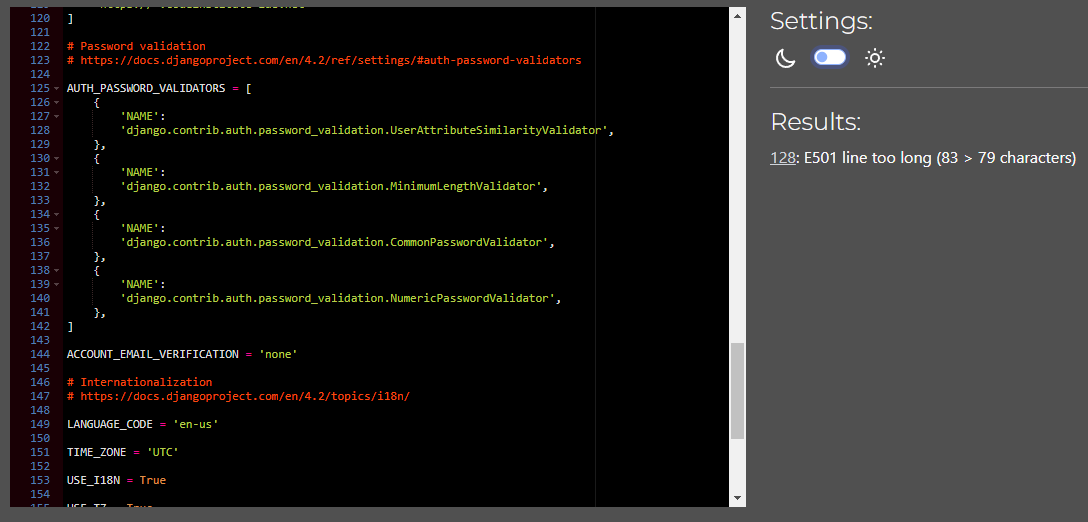 120 ]
121
122 # Password validation
123 # https://docs.djangoproject.com/en/4.2/ref/settings/#auth-password-validators
124
125 AUTH_PASSWORD_VALIDATORS = [
126     {
127         'NAME':
128         'django.contrib.auth.password_validation.UserAttributeSimilarityValidator',
129     },
130     {
131         'NAME':
132         'django.contrib.auth.password_validation.MinimumLengthValidator',
133     },
134     {
135         'NAME':
136         'django.contrib.auth.password_validation.CommonPasswordValidator',
137     },
138     {
139         'NAME':
140         'django.contrib.auth.password_validation.NumericPasswordValidator',
141     },
142 ]
143
144 ACCOUNT_EMAIL_VERIFICATION = 'none'
145
146 # Internationalization
147 # https://docs.djangoproject.com/en/4.2/topics/i18n/
148
149 LANGUAGE_CODE = 'en-us'
150
151 TIME_ZONE = 'UTC'
152
153 USE_I18N = True
154
Settings:
Results:
128: E501 line too long (83 > 79 characters)